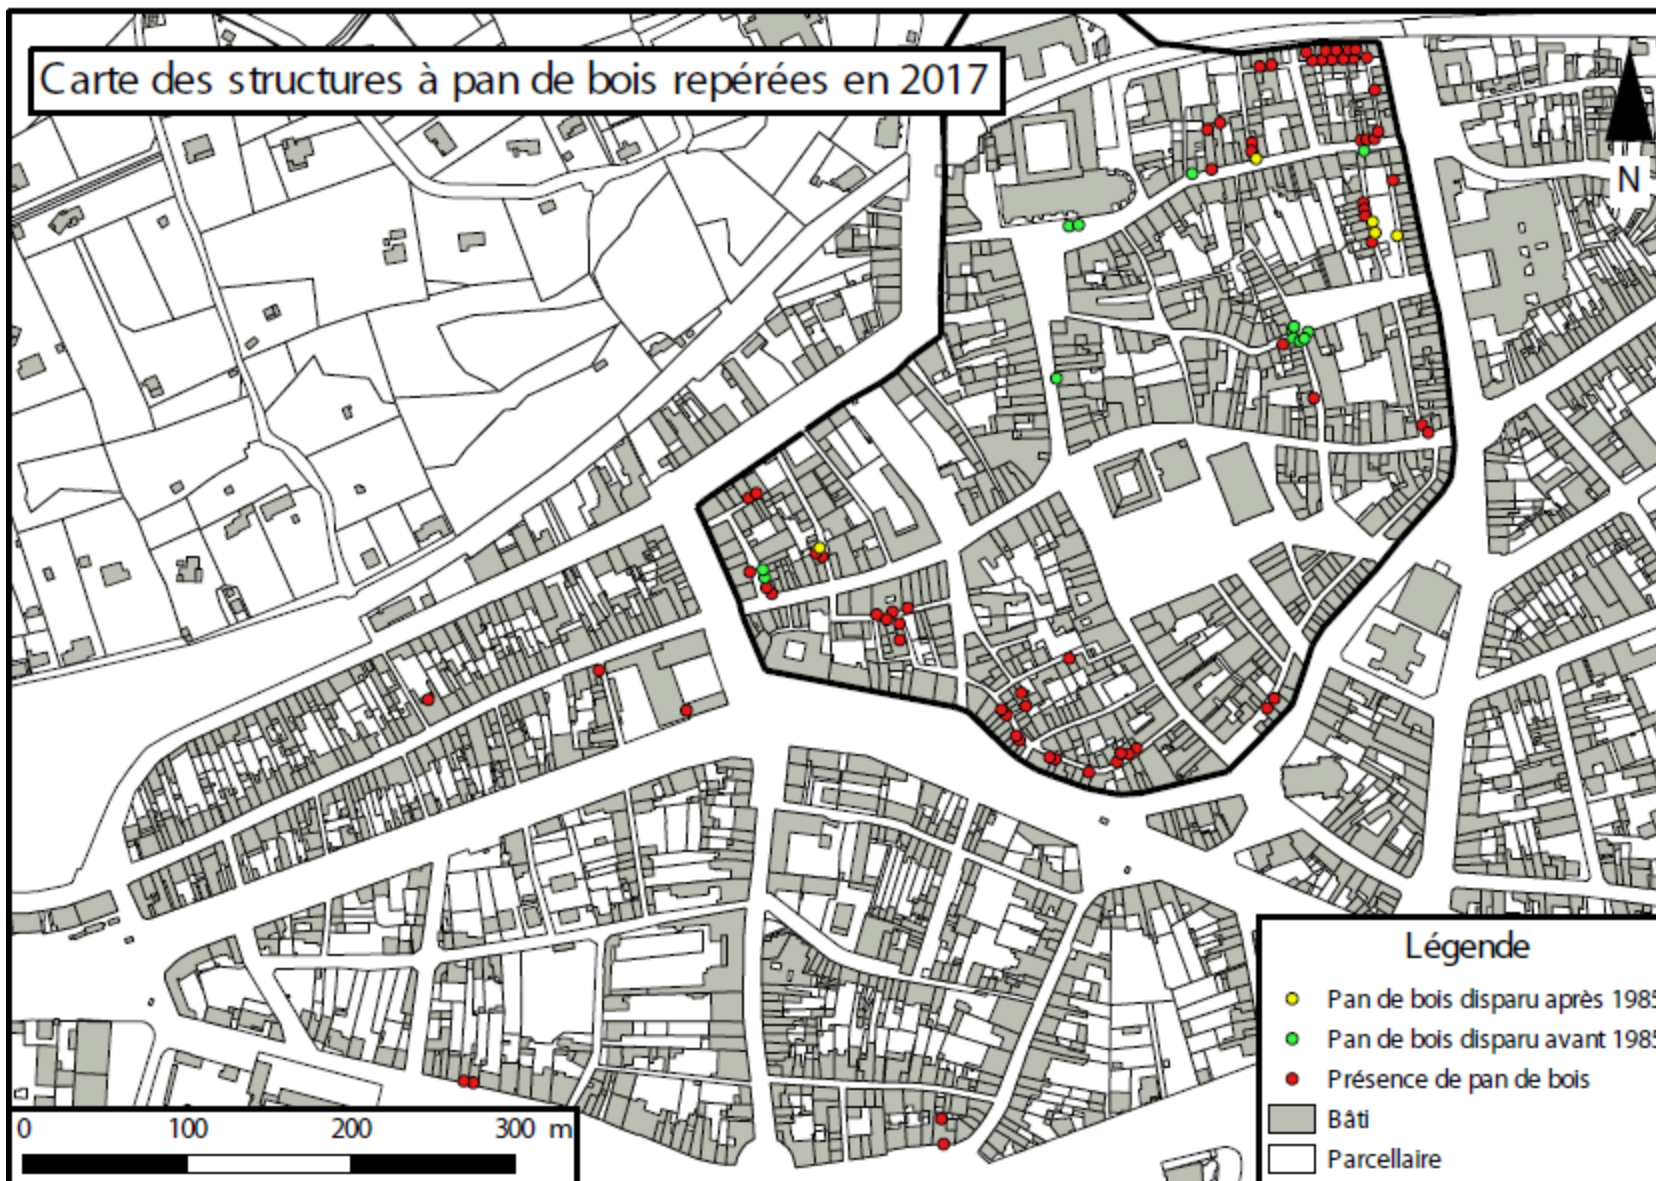 Carte des structures à pan de bois repérées en 2017
N
Légende
Pan de bois disparu après 1985
Pan de bois disparu avant 1985
Présence de pan de bois
Bâti
Parcellaire
0 100 200 300 m